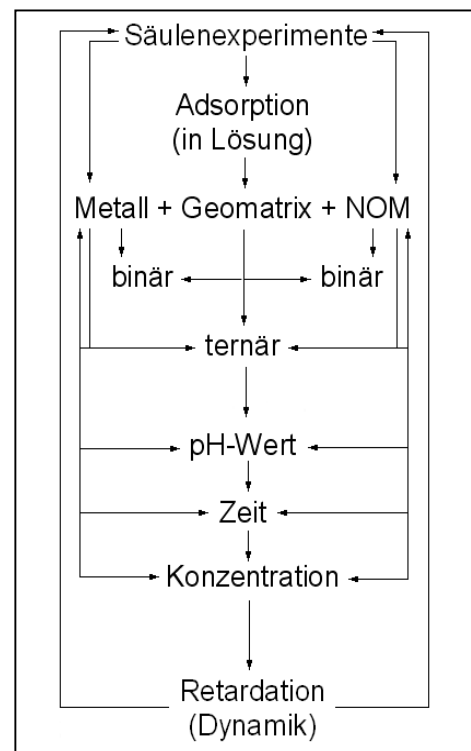 Säulenexperimente
Adsorption
(in Lösung)
Metall + Geomatrix + NOM
binär binär
ternär
pH-Wert
Zeit
Konzentration
Retardation
(Dynamik)